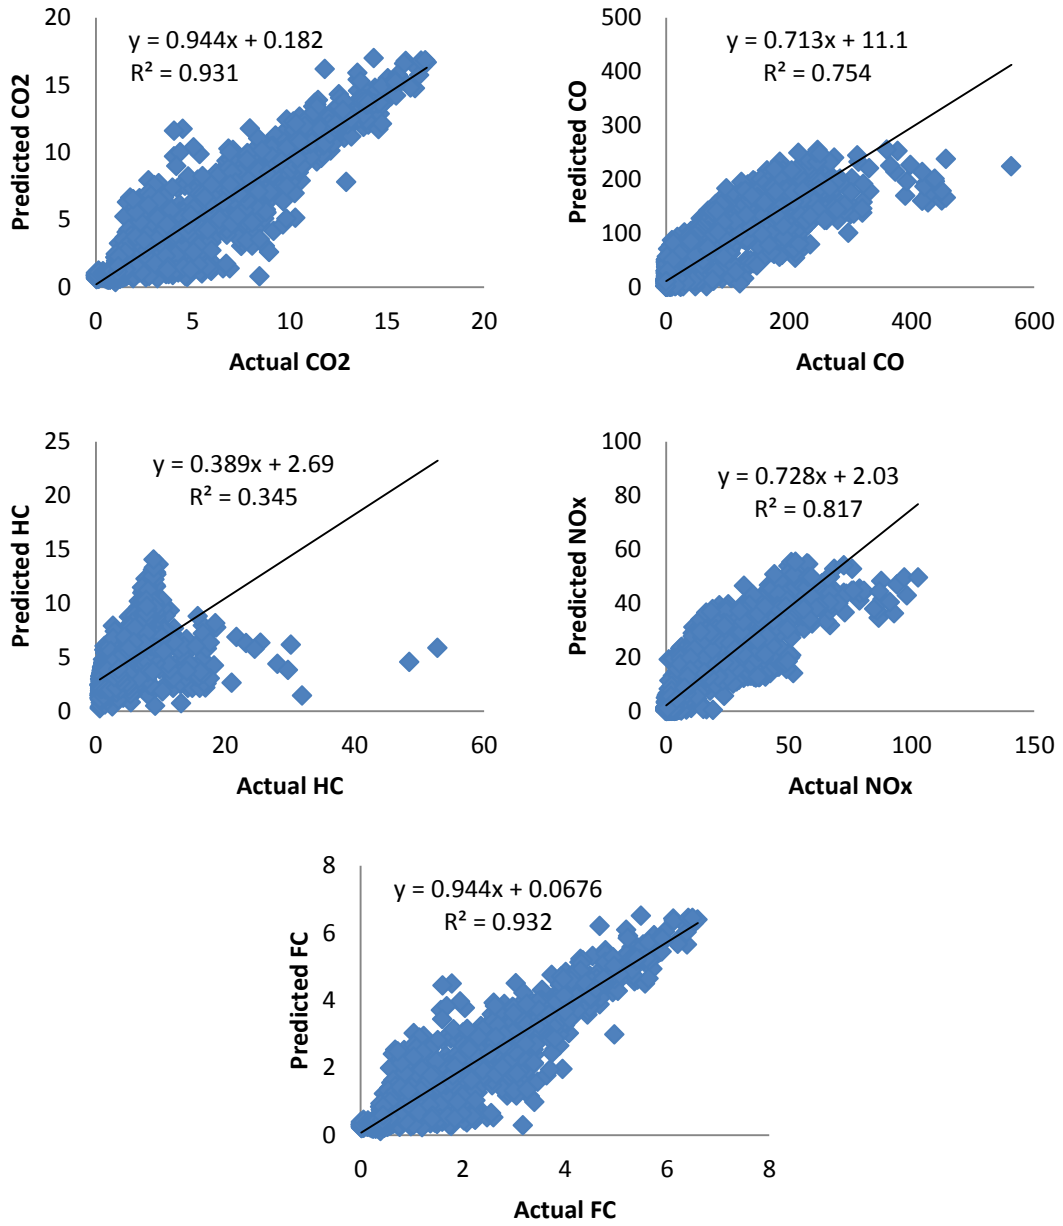 y = 0.944x + 0.182
R² = 0.931
Predicted CO2
20
15
10
5
0
0 5 10 15 20
Actual CO2
y = 0.713x + 11.1
R² = 0.754
Predicted CO
500
400
300
200
100
0
0 200 400 600
Actual CO
y = 0.389x + 2.69
R² = 0.345
Predicted HC
25
20
15
10
5
0
0 20 40 60
Actual HC
y = 0.728x + 2.03
R² = 0.817
Predicted NOx
100
80
60
40
20
0
0 50 100 150
Actual NOx
y = 0.944x + 0.0676
R² = 0.932
Predicted FC
8
6
4
2
0
0 2 4 6 8
Actual FC